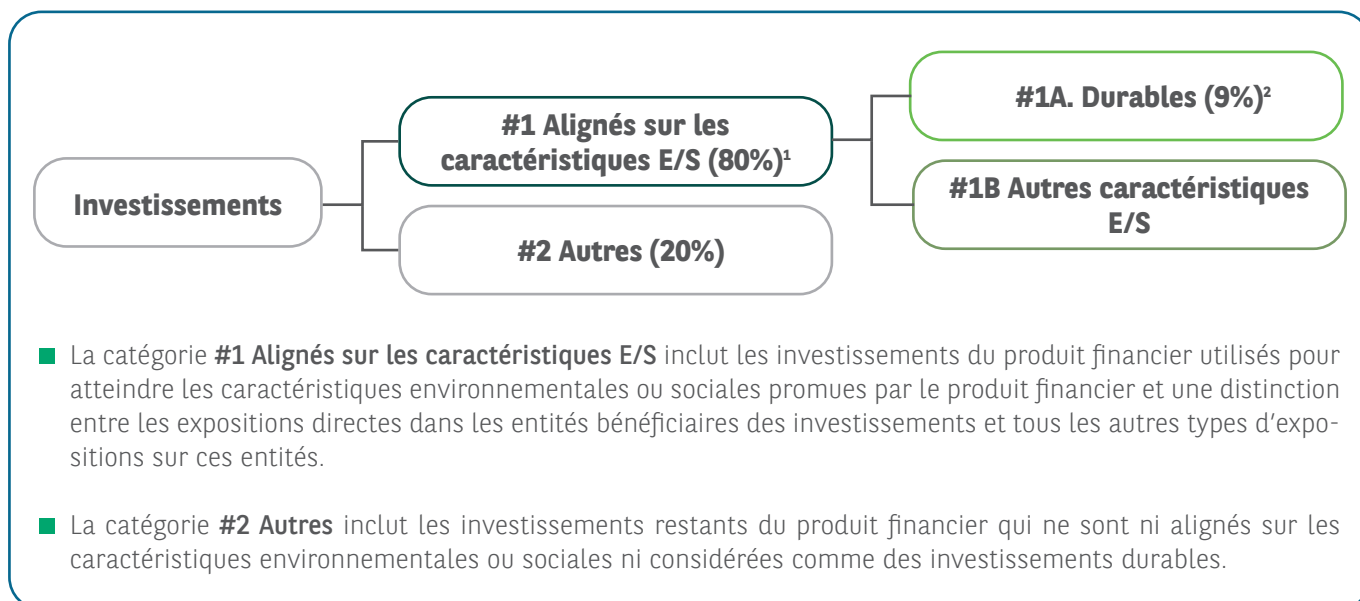 #1A. Durables (9%)²
#1 Alignés sur les
caractéristiques E/S (80%)¹
Investissements
#1B Autres caractéristiques
E/S
#2 Autres (20%)
La catégorie #1 Alignés sur les caractéristiques E/S inclut les investissements du produit financier utilisés pour
atteindre les caractéristiques environnementales ou sociales promues par le produit financier et une distinction
entre les expositions directes dans les entités bénéficiaires des investissements et tous les autres types d'expo-
sitions sur ces entités.
La catégorie #2 Autres inclut les investissements restants du produit financier qui ne sont ni alignés sur les
caractéristiques environnementales ou sociales ni considérées comme des investissements durables.